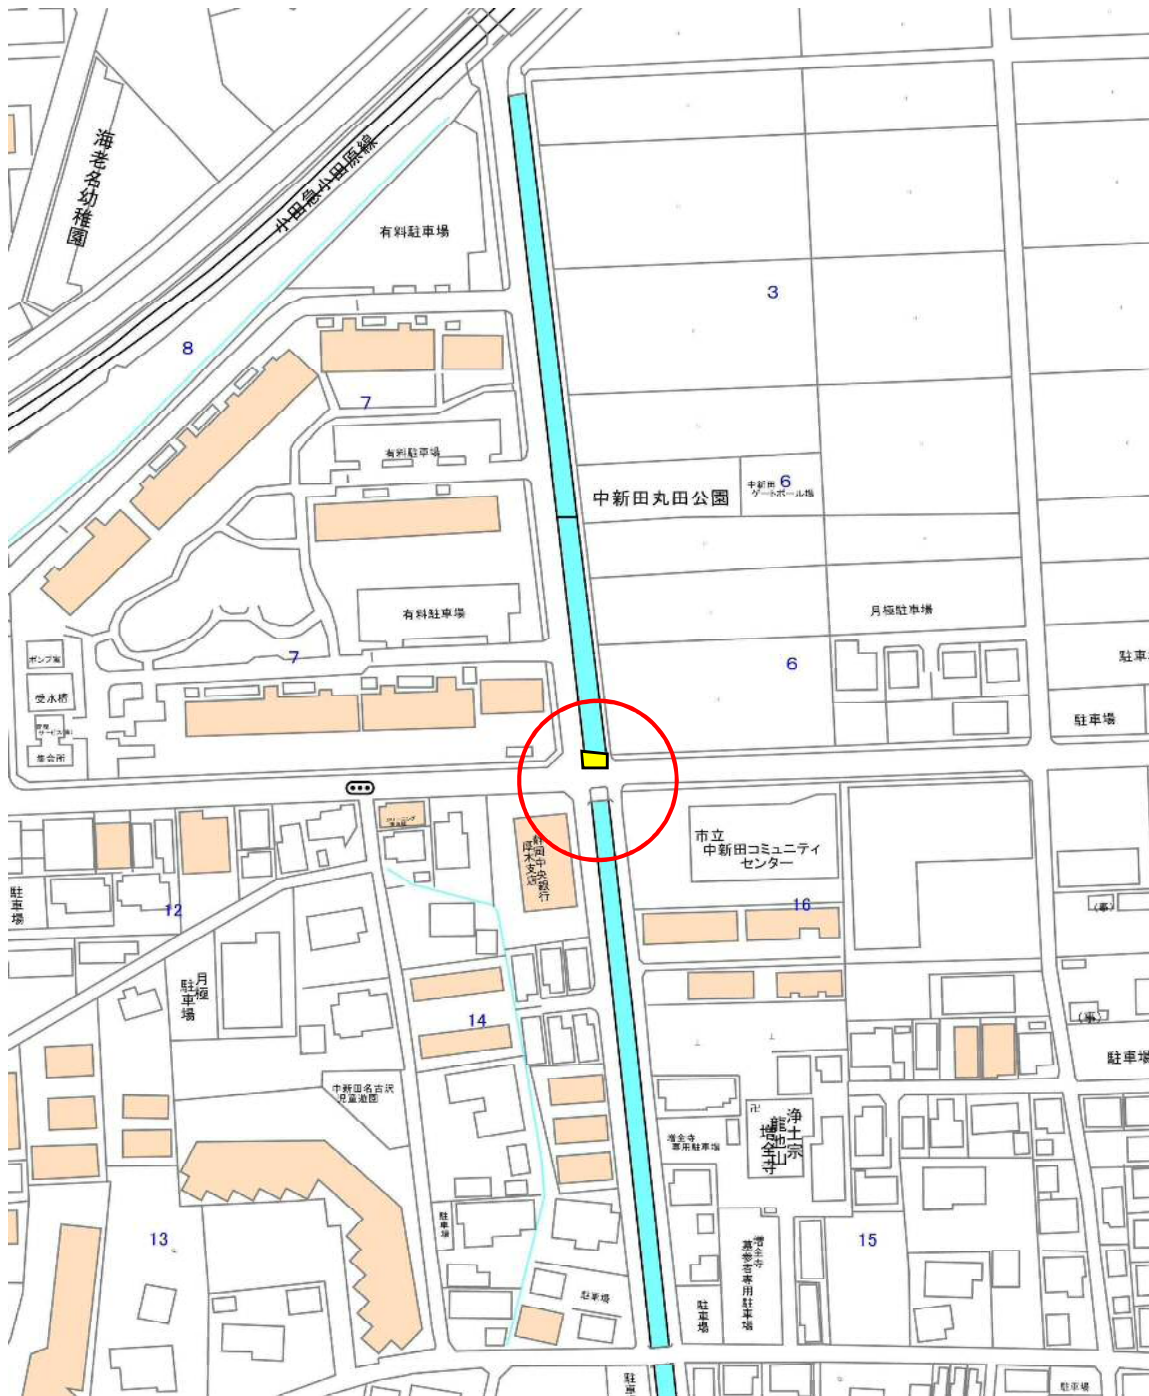 海老名幼稚園
小田急小田原線
有料駐車場
3
8
7
有料駐車場
中新田丸田公園
中新田
ゲートボール場
6
有料駐車場
月極駐車場
ポンプ室
7
6
駐車
受水槽
駐車場
集会所
市立
中新田コミュニティ
センター
静岡中央銀行
厚木支店
駐車場
12
16
(事)
月極
駐車場
14
(事)
駐車場
中新田名古沢
児童遊園
浄土宗
龍池山
増全寺
増全寺
専用駐車場
13
駐車場
増全寺
墓参者専用駐車場
15
駐車場
駐車場
駐車
駐車場